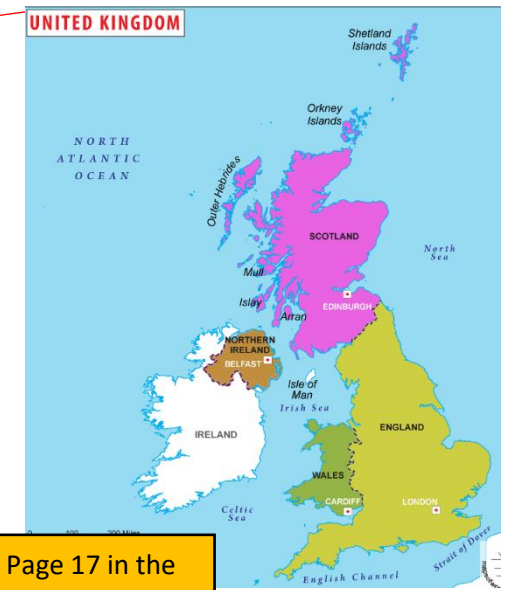 UNITED KINGDOM
Shetland
Islands
Orkney
Islands
NORTH
ATLANTIC
OCEAN
Outer Hebrides
SCOTLAND
North
Sea
Mull
Islay
EDINBURGH
Arran
NORTHERN
IRELAND
BELFAST
Isle of
Man
Irish Sea
IRELAND
ENGLAND
WALES
CARDIFF
LONDON
Celtic
Sea
Strait of Dover
English Channel
Page 17 in the